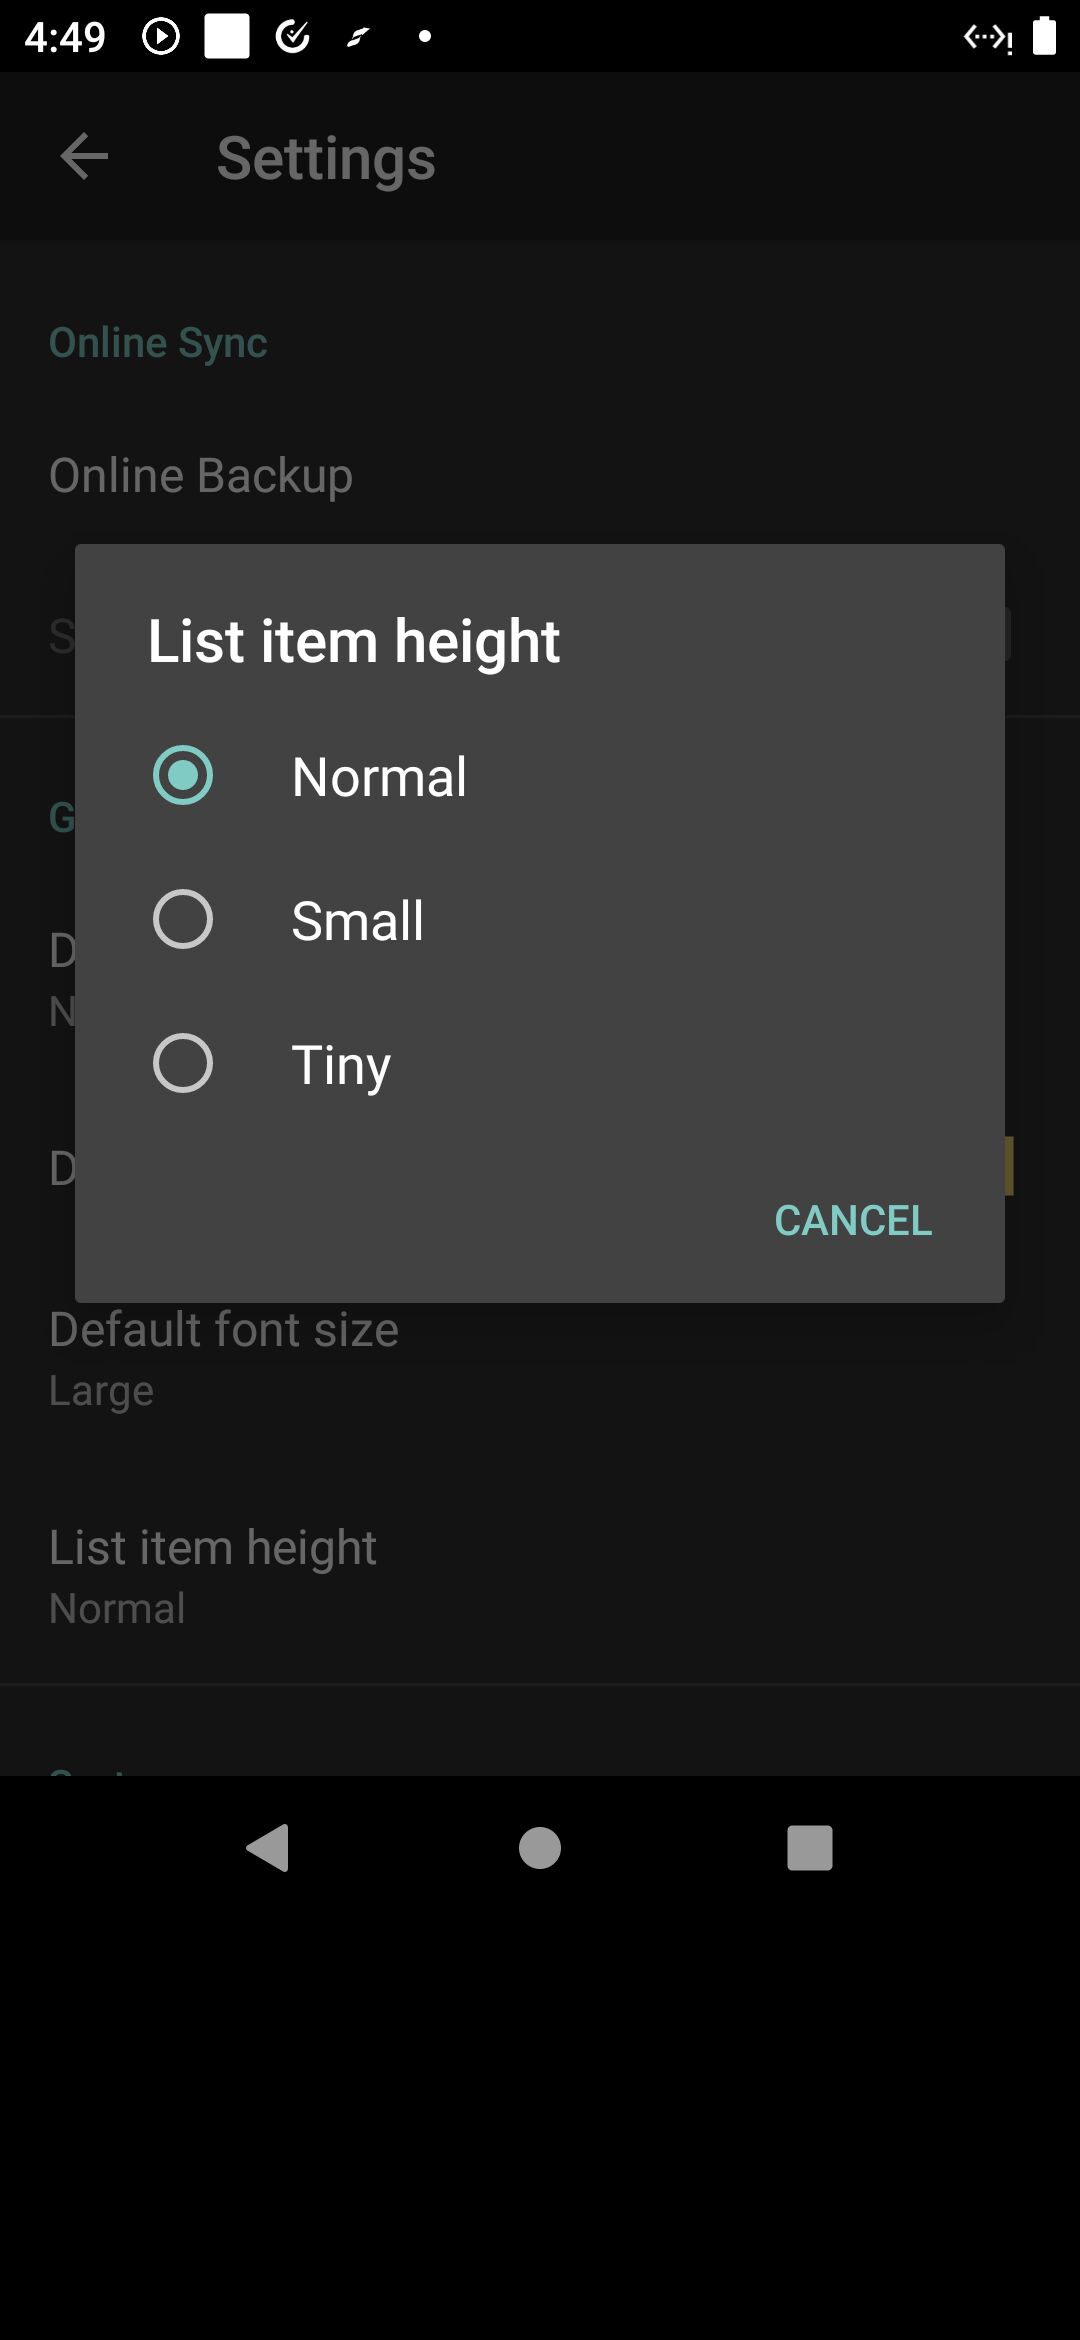 4:49
Settings
Online Sync
Online Backup
List item height
Normal
Small
Tiny
CANCEL
Default font size
Large
List item height
Normal